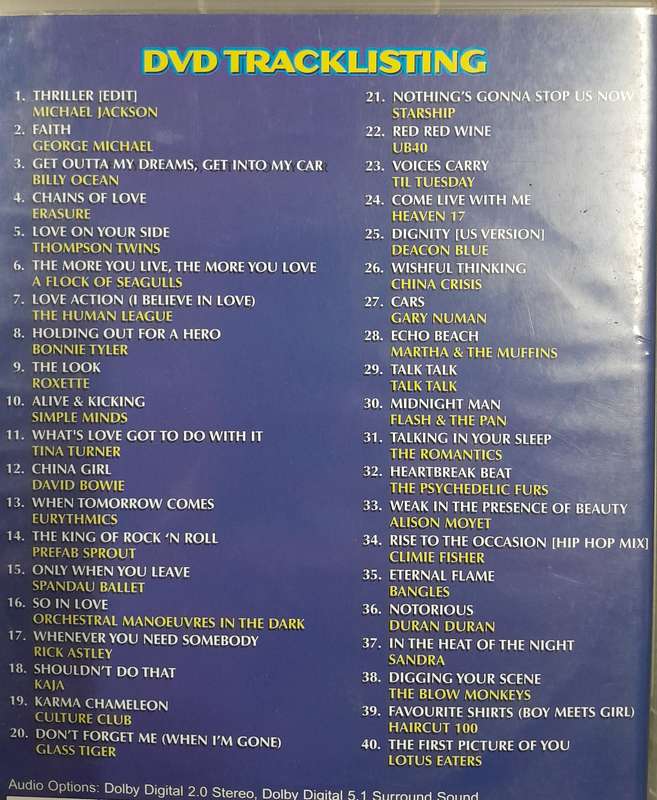 DVD TRACKLISTING
1. THRILLER [EDIT]
MICHAEL JACKSON
2. FAITH
GEORGE MICHAEL
3. GET OUTTA MY DREAMS, GET INTO MY CAR
BILLY OCEAN
4. CHAINS OF LOVE
ERASURE
5. LOVE ON YOUR SIDE
THOMPSON TWINS
6. THE MORE YOU LIVE, THE MORE YOU LOVE
A FLOCK OF SEAGULLS
7. LOVE ACTION (I BELIEVE IN LOVE)
THE HUMAN LEAGUE
8. HOLDING OUT FOR A HERO
BONNIE TYLER
9. THE LOOK
ROXETTE
10. ALIVE & KICKING
SIMPLE MINDS
11. WHAT'S LOVE GOT TO DO WITH IT
TINA TURNER
12. CHINA GIRL
DAVID BOWIE
13. WHEN TOMORROW COMES
EURYTHMICS
14. THE KING OF ROCK 'N ROLL
PREFAB SPROUT
15. ONLY WHEN YOU LEAVE
SPANDAU BALLET
16. SO IN LOVE
ORCHESTRAL MANOEUVRES IN THE DARK
17. WHENEVER YOU NEED SOMEBODY
RICK ASTLEY
18. SHOULDN'T DO THAT
KAJA
19. KARMA CHAMELEON
CULTURE CLUB
20. DON'T FORGET ME (WHEN I'M GONE)
GLASS TIGER
21. NOTHING'S GONNA STOP US NOW
STARSHIP
22. RED RED WINE
UB40
23. VOICES CARRY
TIL TUESDAY
24. COME LIVE WITH ME
HEAVEN 17
25. DIGNITY [US VERSION]
DEACON BLUE
26. WISHFUL THINKING
CHINA CRISIS
27. CARS
GARY NUMAN
28. ECHO BEACH
MARTHA & THE MUFFINS
29. TALK TALK
TALK TALK
30. MIDNIGHT MAN
FLASH & THE PAN
31. TALKING IN YOUR SLEEP
THE ROMANTICS
32. HEARTBREAK BEAT
THE PSYCHEDELIC FURS
33. WEAK IN THE PRESENCE OF BEAUTY
ALISON MOYET
34. RISE TO THE OCCASION [HIP HOP MIX]
CLIMIE FISHER
35. ETERNAL FLAME
BANGLES
36. NOTORIOUS
DURAN DURAN
37. IN THE HEAT OF THE NIGHT
SANDRA
38. DIGGING YOUR SCENE
THE BLOW MONKEYS
39. FAVOURITE SHIRTS (BOY MEETS GIRL)
HAIRCUT 100
40. THE FIRST PICTURE OF YOU
LOTUS EATERS
Audio Options: Dolby Digital 2.0 Stereo, Dolby Digital 5.1 Surround Sound